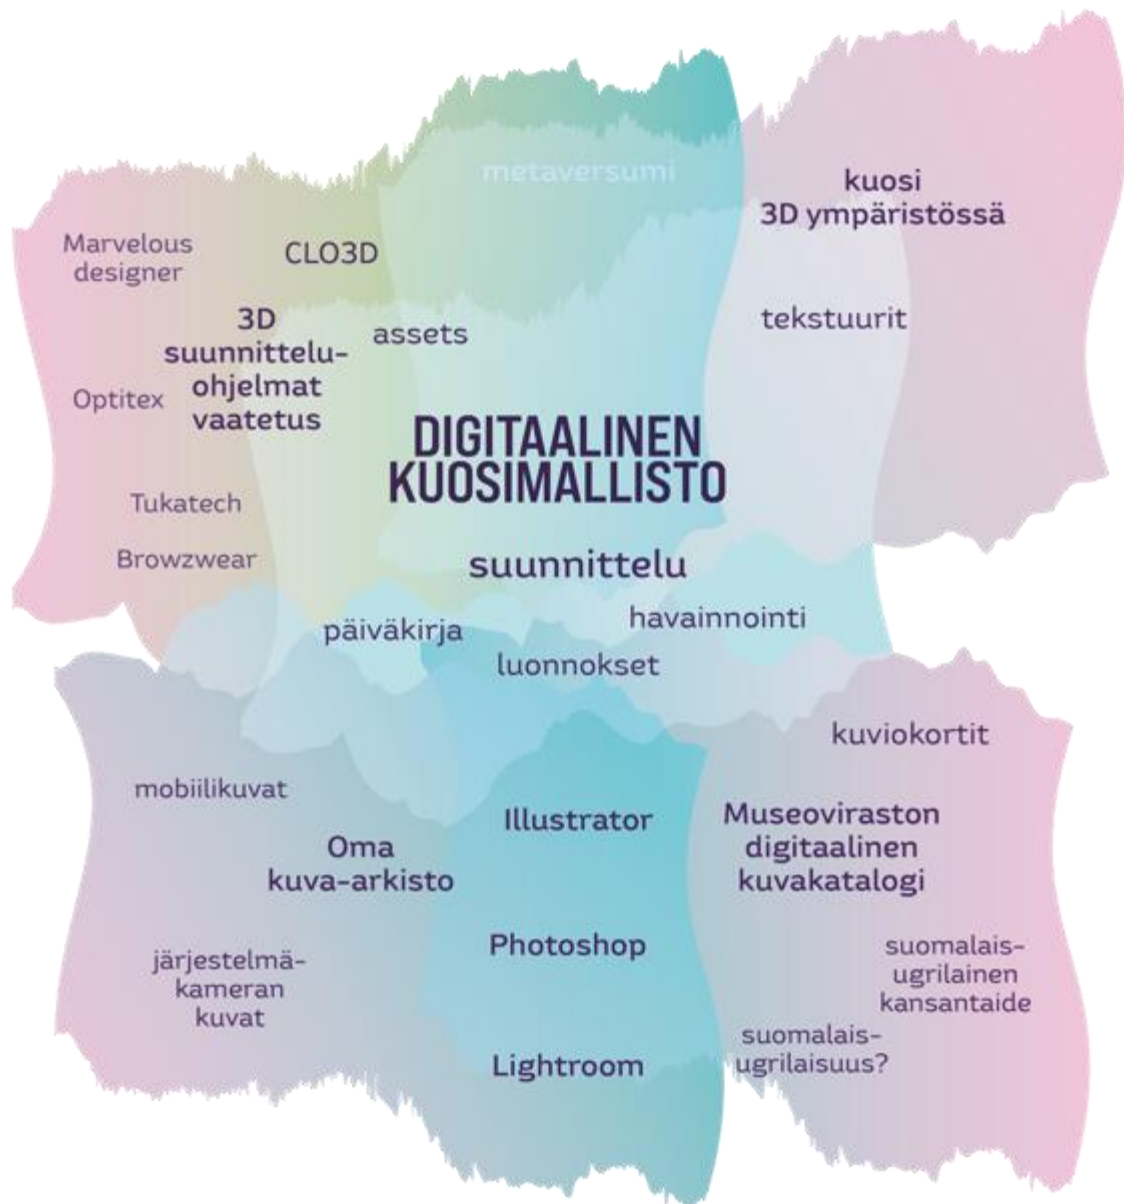 metaversumi
kuosi
3D ympäristössä
Marvelous
designer
CLO3D
3D
suunnittelu-
ohjelmat
vaatetus
assets
tekstuurit
Optitex
DIGITAALINEN
KUOSIMALLISTO
Tukatech
Browzwear
suunnittelu
päiväkirja
havainnointi
luonnokset
kuviokortit
mobiilikuvat
Oma
kuva-arkisto
Illustrator
Museoviraston
digitaalinen
kuvakatalogi
järjestelmä-
kameran
kuvat
Photoshop
suomalais-
ugrilainen
kansantaide
Lightroom
suomalais-
ugrilaisuus?